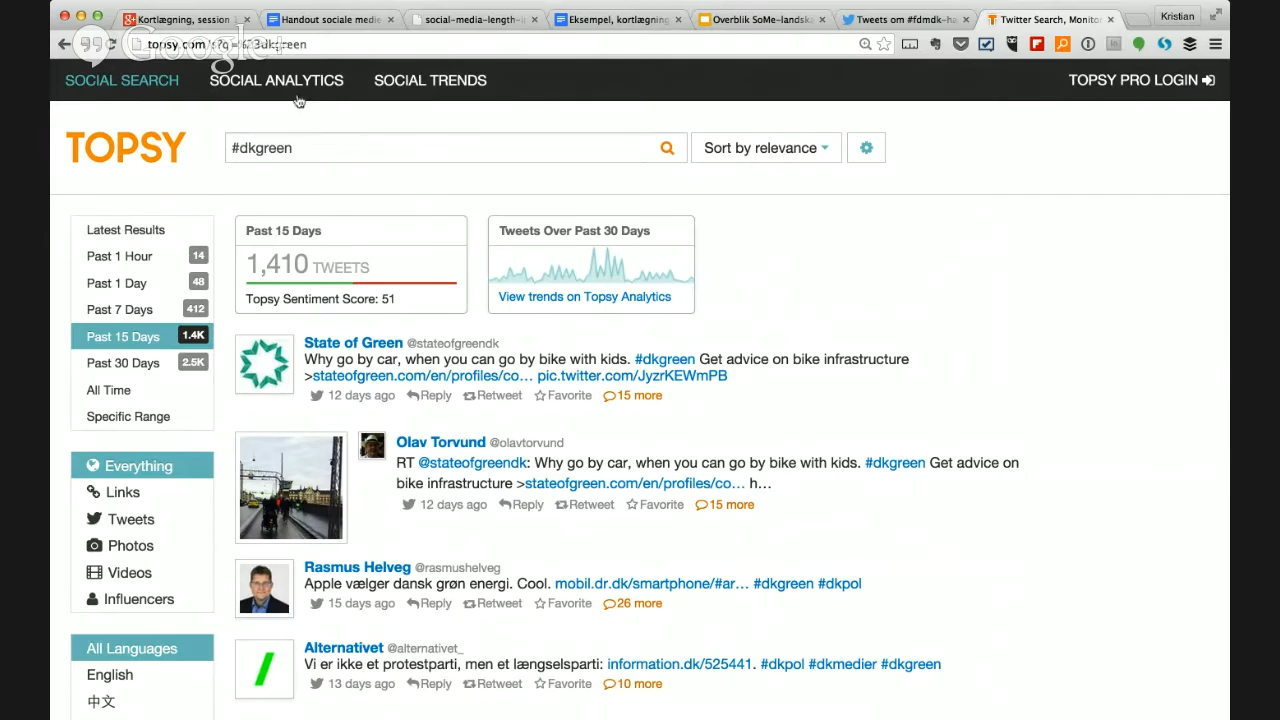 Kortlægning, session
Handout sociale medie
social-media-length-in
Eksempel, kortlægning
Overblik SoMe-landska
Tweets om #fdmdk-ha
Twitter Search, Monitor
Kristian
Google+
topsy.com/s?q=%23dkgreen
SOCIAL SEARCH
SOCIAL ANALYTICS
SOCIAL TRENDS
TOPSY PRO LOGIN
TOPSY
#dkgreen
Sort by relevance
Latest Results
Past 1 Hour 14
Past 1 Day 48
Past 7 Days 412
Past 15 Days 1.4K
Past 30 Days 2.5K
All Time
Specific Range
Everything
Links
Tweets
Photos
Videos
Influencers
All Languages
English
中文
Past 15 Days
1,410 TWEETS
Topsy Sentiment Score: 51
Tweets Over Past 30 Days
View trends on Topsy Analytics
State of Green @stateofgreendk
Why go by car, when you can go by bike with kids. #dkgreen Get advice on bike infrastructure
>stateofgreen.com/en/profiles/co… pic.twitter.com/JyzrKEWmPB
12 days ago Reply Retweet Favorite 15 more
Olav Torvund @olavtorvund
RT @stateofgreendk: Why go by car, when you can go by bike with kids. #dkgreen Get advice on
bike infrastructure >stateofgreen.com/en/profiles/co… h…
12 days ago Reply Retweet Favorite 15 more
Rasmus Helveg @rasmushelveg
Apple vælger dansk grøn energi. Cool. mobil.dr.dk/smartphone/#ar… #dkgreen #dkpol
15 days ago Reply Retweet Favorite 26 more
Alternativet @alternativet_
Vi er ikke et protestparti, men et længselsparti: information.dk/525441. #dkpol #dkmedier #dkgreen
13 days ago Reply Retweet Favorite 10 more